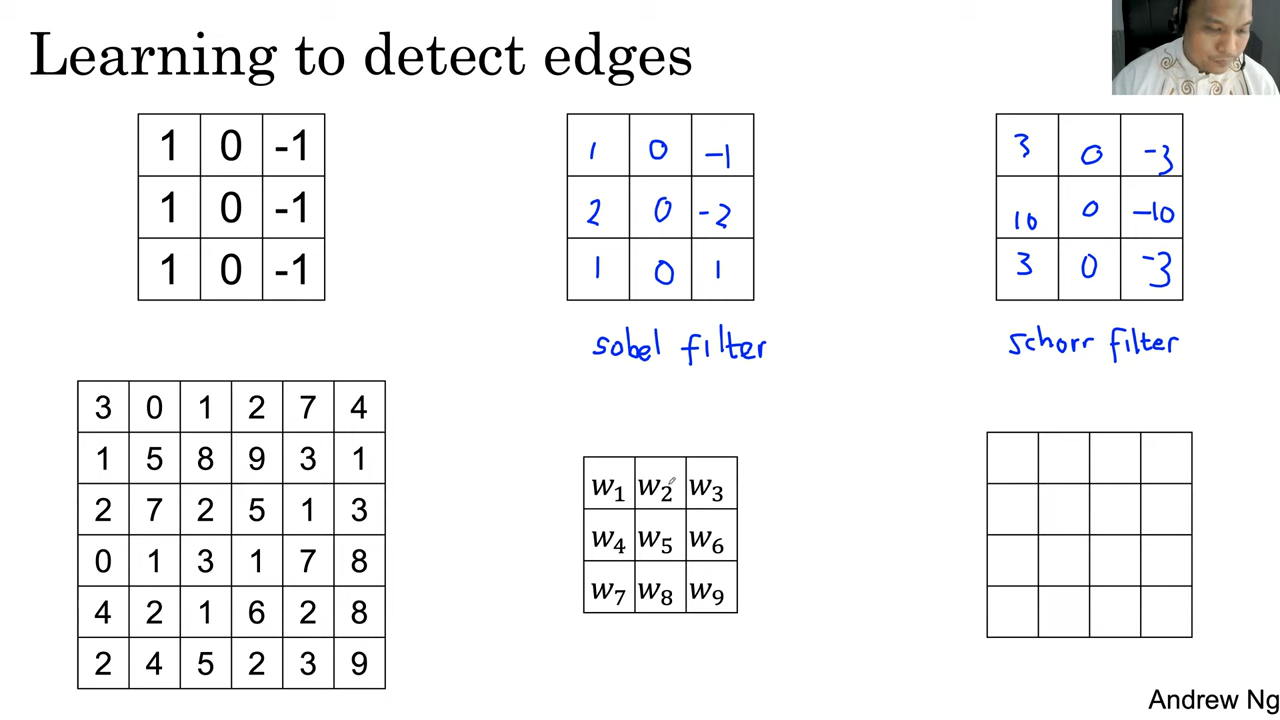 Learning to detect edges
1 0 -1
1 0 -1
1 0 -1
1 0 -1
2 0 -2
1 0 1
sobel filter
3 0 -3
10 0 -10
3 0 -3
schorr filter
3 0 1 2 7 4
1 5 8 9 3 1
2 7 2 5 1 3
0 1 3 1 7 8
4 2 1 6 2 8
2 4 5 2 3 9
w₁ w₂ w₃
w₄ w₅ w₆
w₇ w₈ w₉
Andrew Ng